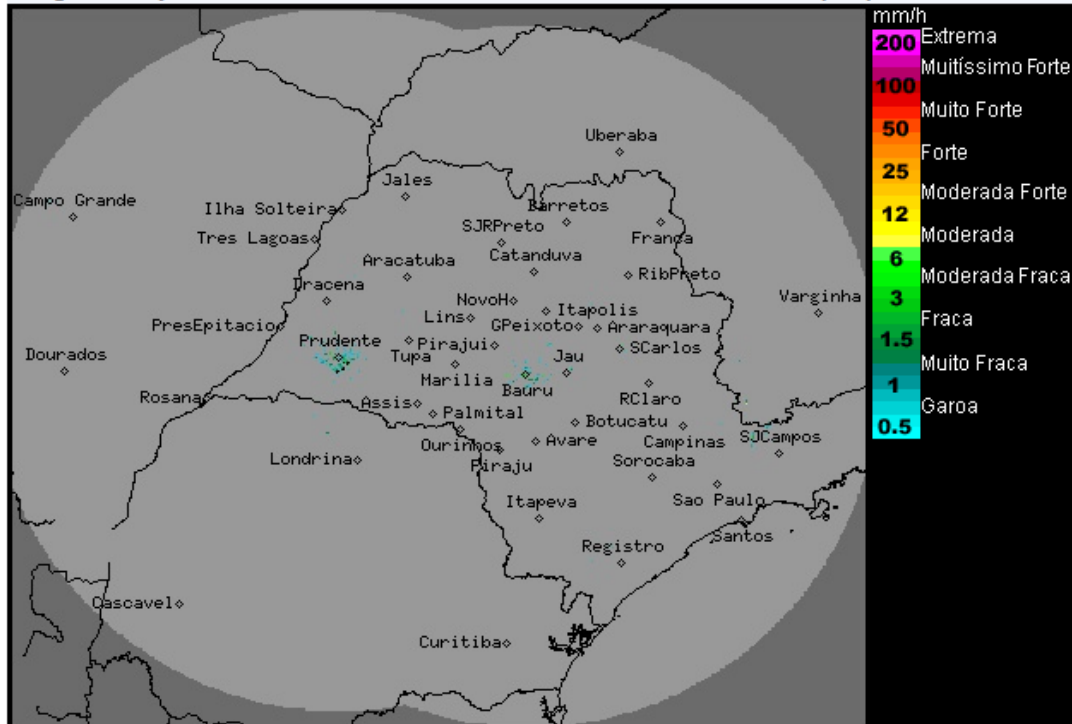 mm/h
200 Extrema
Muitíssimo Forte
100
Muito Forte
50
Forte
25
Moderada Forte
12
Moderada
6
Moderada Fraca
3
Fraca
1.5
Muito Fraca
1
Garoa
0.5
Uberaba
Jales
Campo Grande
Ilha Solteira
Barretos
Tres Lagoas
SJRPreto
Franca
Aracatuba
Catanduva
RibPreto
Dracena
NovoH
Itapolis
Varginha
Lins
GPeixoto
Araraquara
PresEpitacio
Prudente
Pirajui
SCarlos
Dourados
Tupa
Jau
Marilia
Bauru
Rosana
Assis
RClaro
Palmital
Botucatu
Ourinhos
Avare
Campinas
SJCampos
Londrina
Piraju
Sorocaba
Itapeva
Sao Paulo
Santos
Registro
Cascavel
Curitiba